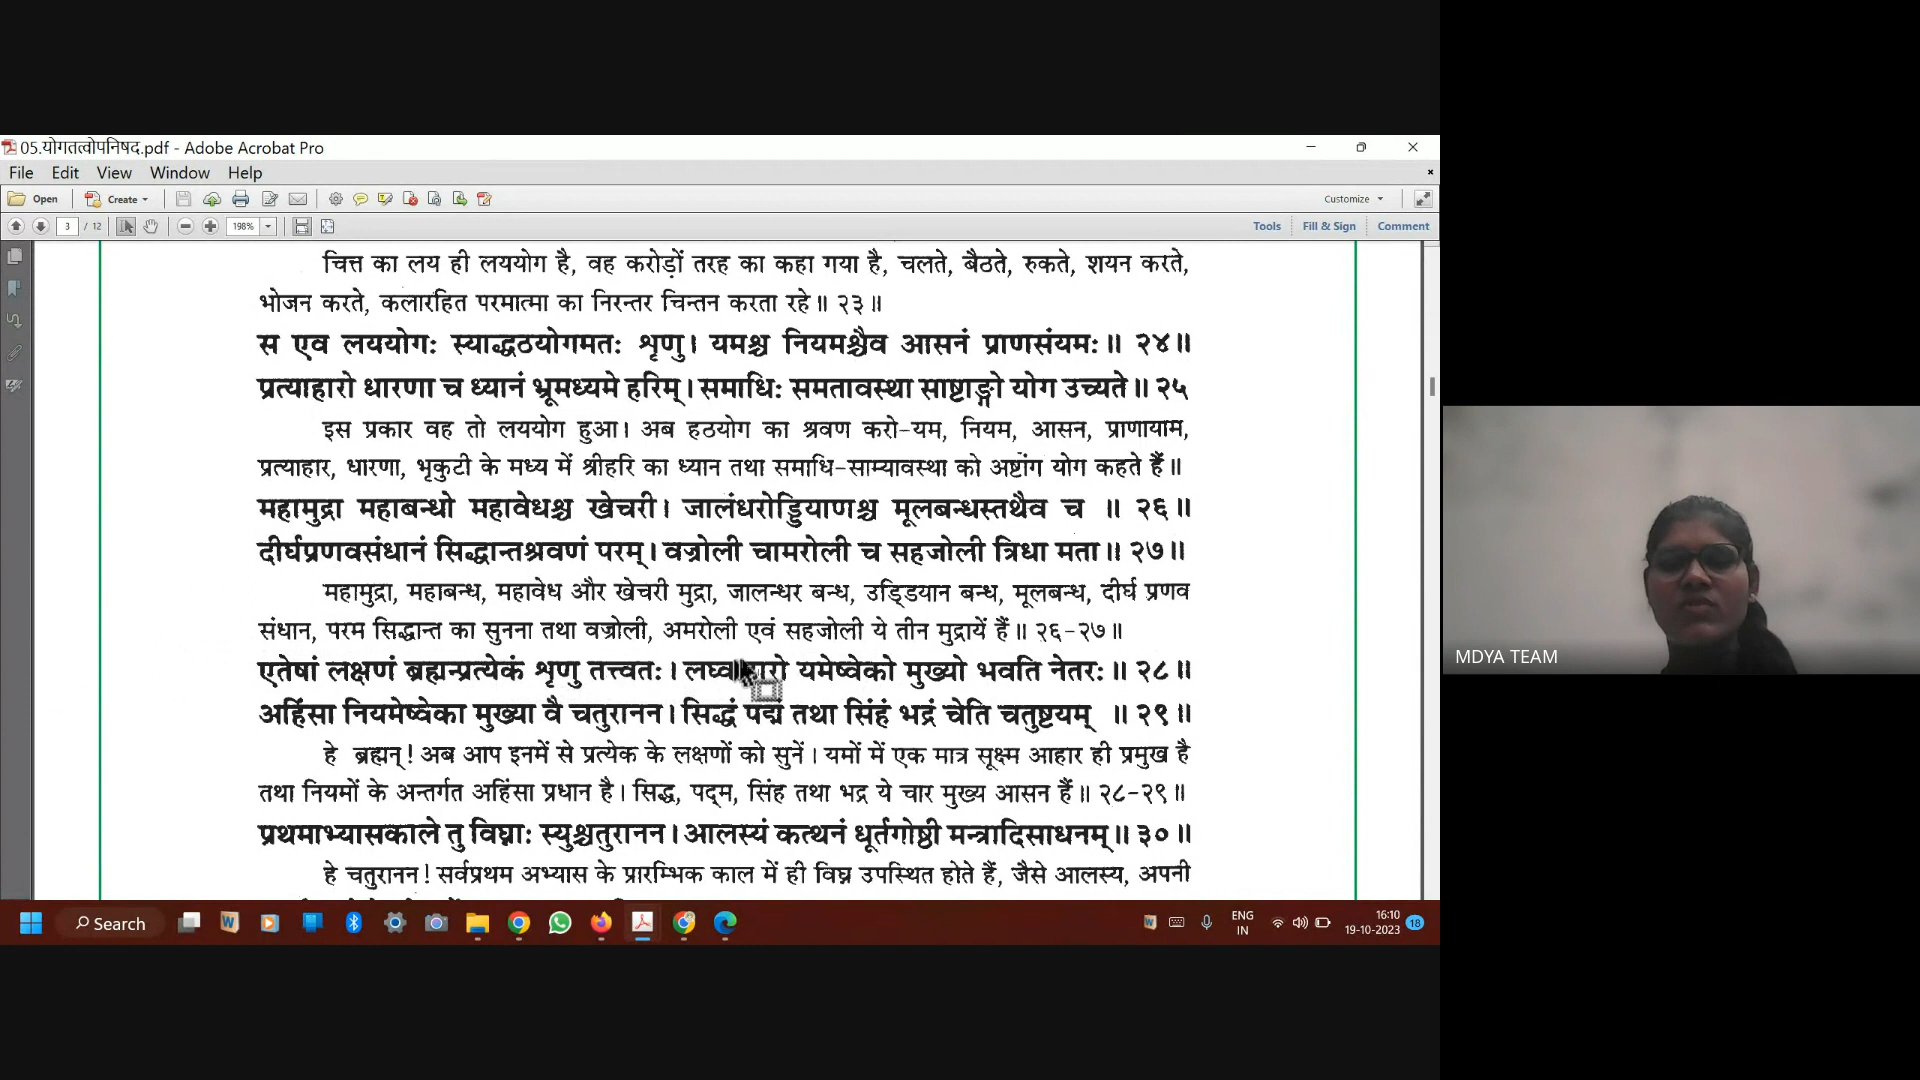 05.योगतत्वोपनिषद.pdf - Adobe Acrobat Pro
File Edit View Window Help
Open Create Customize
3 / 12 198% Tools Fill & Sign Comment
चित्त का लय ही लययोग है, वह करोड़ों तरह का कहा गया है, चलते, बैठते, रुकते, शयन करते,
भोजन करते, कलारहित परमात्मा का निरन्तर चिन्तन करता रहे॥ २३॥
स एव लययोगः स्याद्धठयोगमतः शृणु। यमश्च नियमश्चैव आसनं प्राणसंयमः॥ २४॥
प्रत्याहारो धारणा च ध्यानं भ्रूमध्यमे हरिम्। समाधिः समतावस्था साष्टाङ्गो योग उच्यते॥ २५
इस प्रकार वह तो लययोग हुआ। अब हठयोग का श्रवण करो-यम, नियम, आसन, प्राणायाम,
प्रत्याहार, धारणा, भृकुटी के मध्य में श्रीहरि का ध्यान तथा समाधि-साम्यावस्था को अष्टांग योग कहते हैं॥
महामुद्रा महाबन्धो महावेधश्च खेचरी। जालंधरोड्डियाणश्च मूलबन्धस्तथैव च ॥ २६॥
दीर्घप्रणवसंधानं सिद्धान्तश्रवणं परम्। वज्रोली चामरोली च सहजोली त्रिधा मता॥ २७॥
महामुद्रा, महाबन्ध, महावेध और खेचरी मुद्रा, जालन्धर बन्ध, उड्डियान बन्ध, मूलबन्ध, दीर्घ प्रणव
संधान, परम सिद्धान्त का सुनना तथा वज्रोली, अमरोली एवं सहजोली ये तीन मुद्रायें हैं॥ २६-२७॥
एतेषां लक्षणं ब्रह्मन्प्रत्येकं शृणु तत्त्वतः। यमेष्वेको मुख्यो भवति नेतरः॥ २८॥
अहिंसा नियमेष्वेका मुख्या वै चतुरानन। सिद्धं पद्मं तथा सिंहं भद्रं चेति चतुष्टयम् ॥ २९॥
हे ब्रह्मन्! अब आप इनमें से प्रत्येक के लक्षणों को सुनें। यमों में एक मात्र सूक्ष्म आहार ही प्रमुख है
तथा नियमों के अन्तर्गत अहिंसा प्रधान है। सिद्ध, पद्म, सिंह तथा भद्र ये चार मुख्य आसन हैं॥ २८-२९॥
प्रथमाभ्यासकाले तु विघ्नाः स्युश्चतुरानन। आलस्यं कत्थनं धूर्तगोष्ठी मन्त्रादिसाधनम्॥ ३०॥
हे चतुरानन! सर्वप्रथम अभ्यास के प्रारम्भिक काल में ही विघ्न उपस्थित होते हैं, जैसे आलस्य, अपनी
MDYA TEAM
Search
ENG
IN
16:10
19-10-2023
18